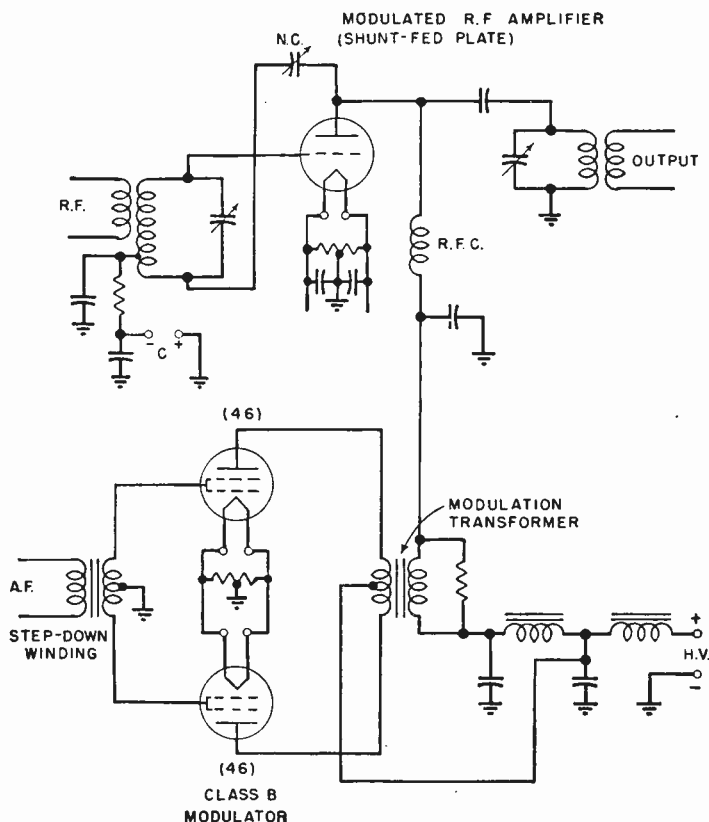 MODULATED R.F AMPLIFIER
(SHUNT-FED PLATE)
N.C.
R.F.
OUTPUT
R.F.C.
- C +
(46)
MODULATION
TRANSFORMER
A.F.
STEP-DOWN
WINDING
+
H.V.
-
(46)
CLASS B
MODULATOR